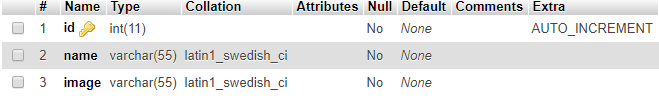 # Name Type Collation Attributes Null Default Comments Extra
1 id int(11) No None AUTO_INCREMENT
2 name varchar(55) latin1_swedish_ci No None
3 image varchar(55) latin1_swedish_ci No None